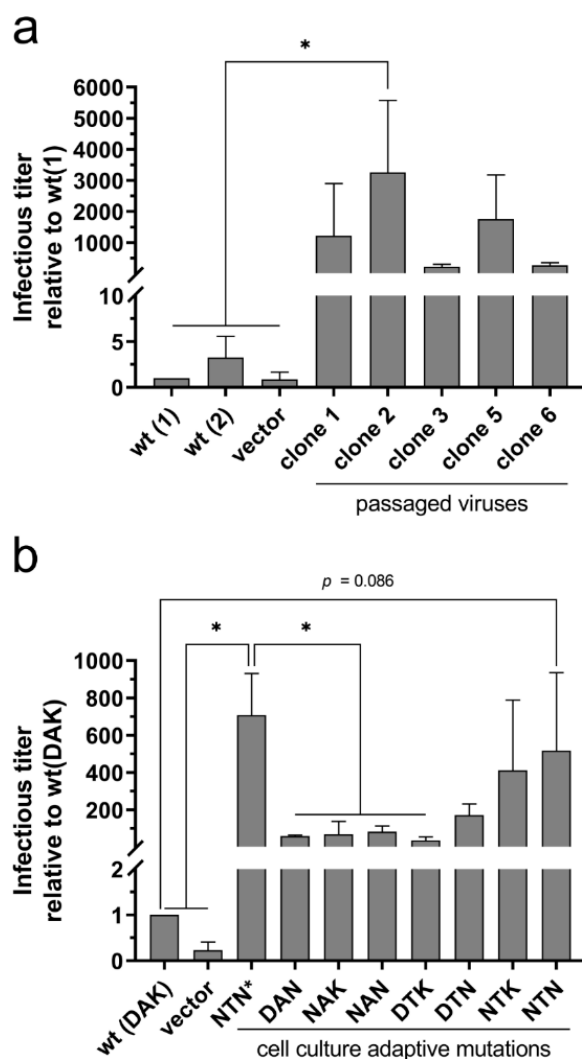 a
*
Infectious titer
relative to wt(1)
6000
5000
4000
3000
2000
1000
10
5
0
wt (1)
wt (2)
vector
clone 1
clone 2
clone 3
clone 5
clone 6
passaged viruses
b
p = 0.086
*
*
Infectious titer
relative to wt(DAK)
1000
800
600
400
200
2
1
0
wt (DAK)
vector
NTN*
DAN
NAK
NAN
DTK
DTN
NTK
NTN
cell culture adaptive mutations